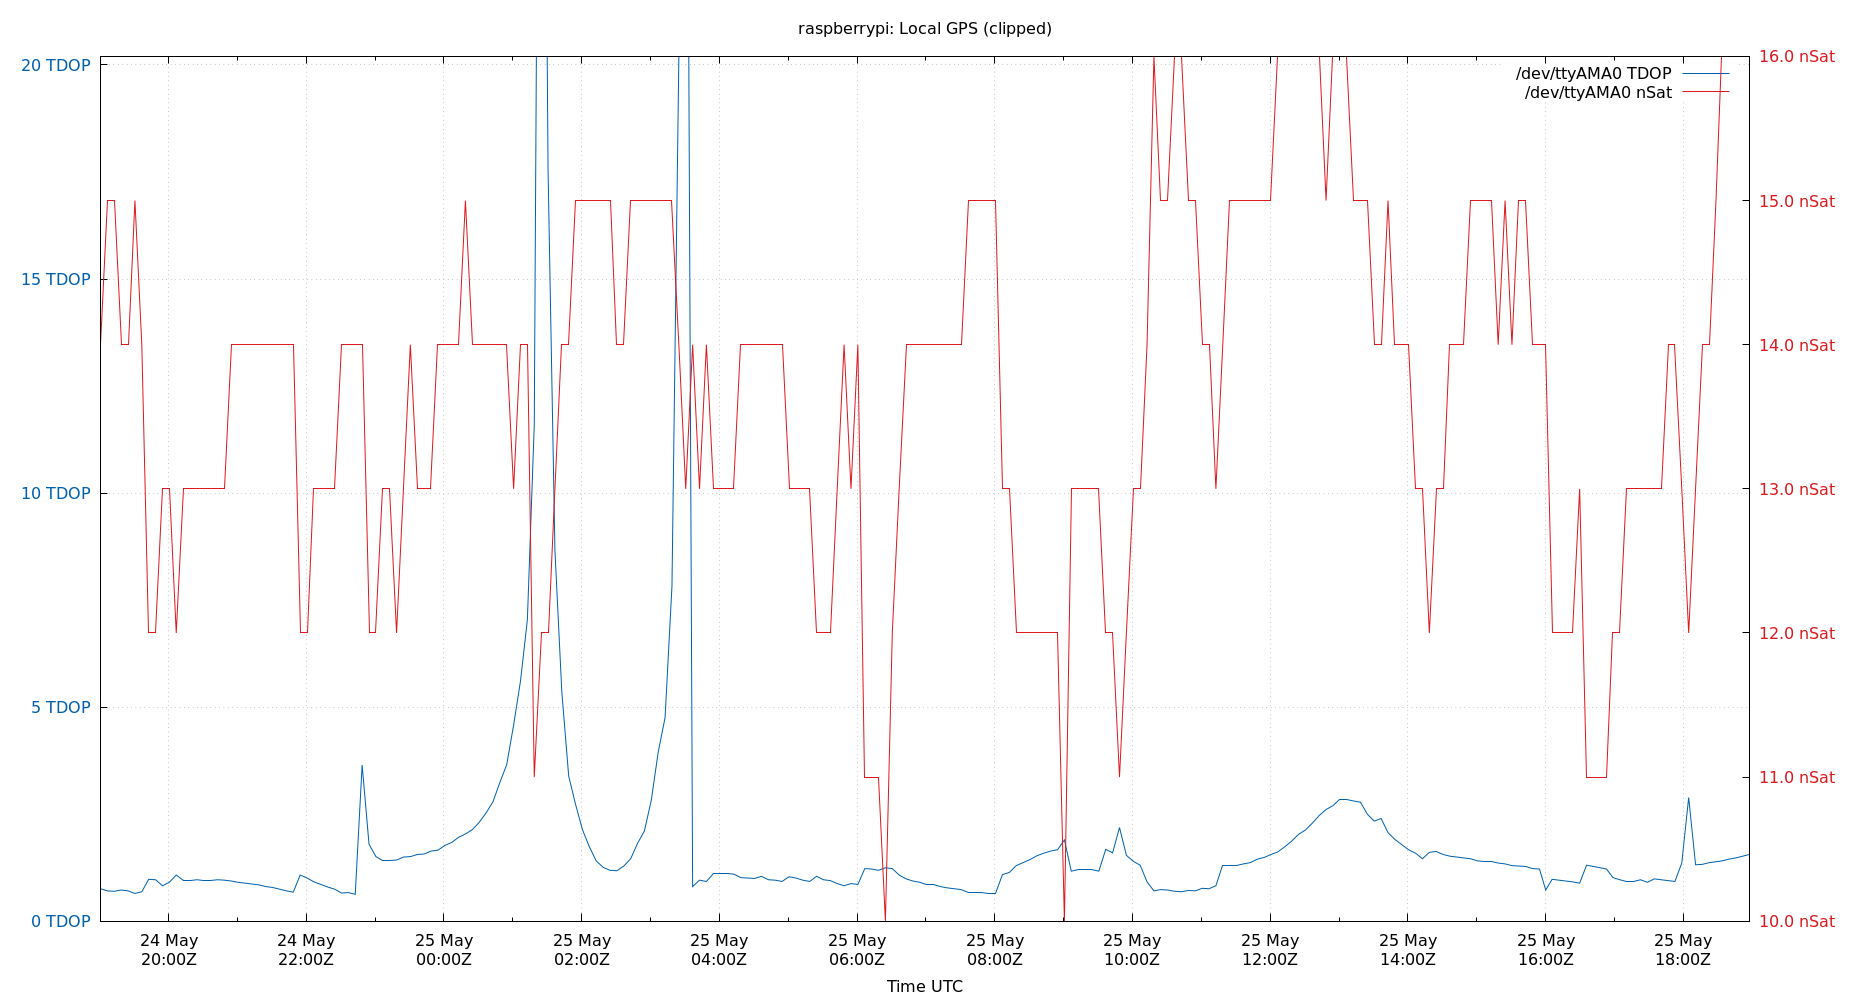 raspberrypi: Local GPS (clipped)
20 TDOP
15 TDOP
10 TDOP
5 TDOP
0 TDOP
16.0 nSat
15.0 nSat
14.0 nSat
13.0 nSat
12.0 nSat
11.0 nSat
10.0 nSat
/dev/ttyAMA0 TDOP
/dev/ttyAMA0 nSat
24 May
20:00Z
24 May
22:00Z
25 May
00:00Z
25 May
02:00Z
25 May
04:00Z
25 May
06:00Z
25 May
08:00Z
25 May
10:00Z
25 May
12:00Z
25 May
14:00Z
25 May
16:00Z
25 May
18:00Z
Time UTC